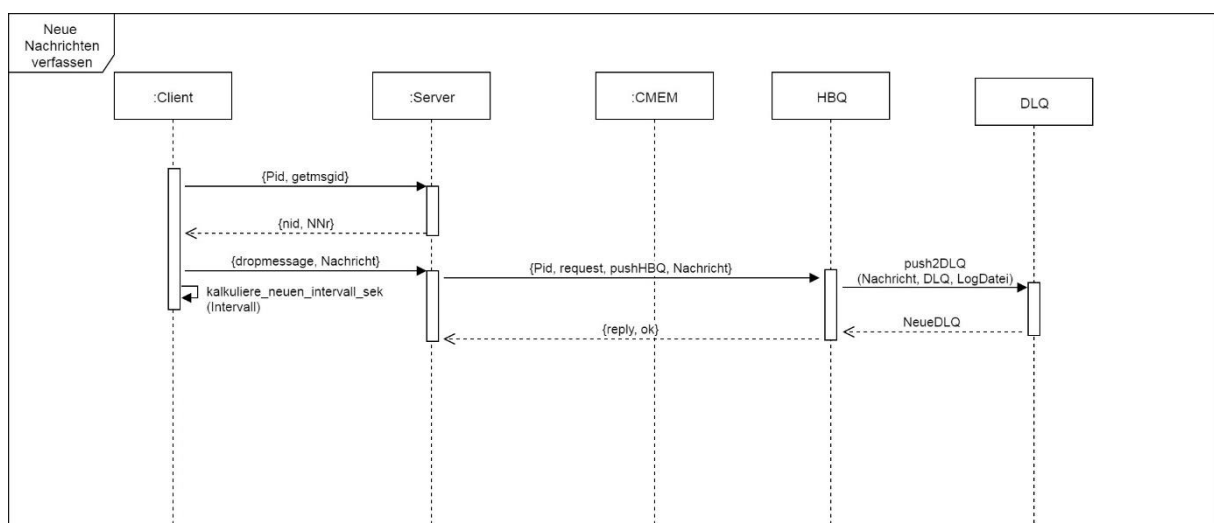 Neue
Nachrichten
verfassen
:Client
:Server
:CMEM
HBQ
DLQ
{Pid, getmsgid}
{nid, NNr}
{dropmessage, Nachricht}
{Pid, request, pushHBQ, Nachricht}
push2DLQ
(Nachricht, DLQ, LogDatei)
kalkuliere_neuen_intervall_sek
(Intervall)
{reply, ok}
NeueDLQ